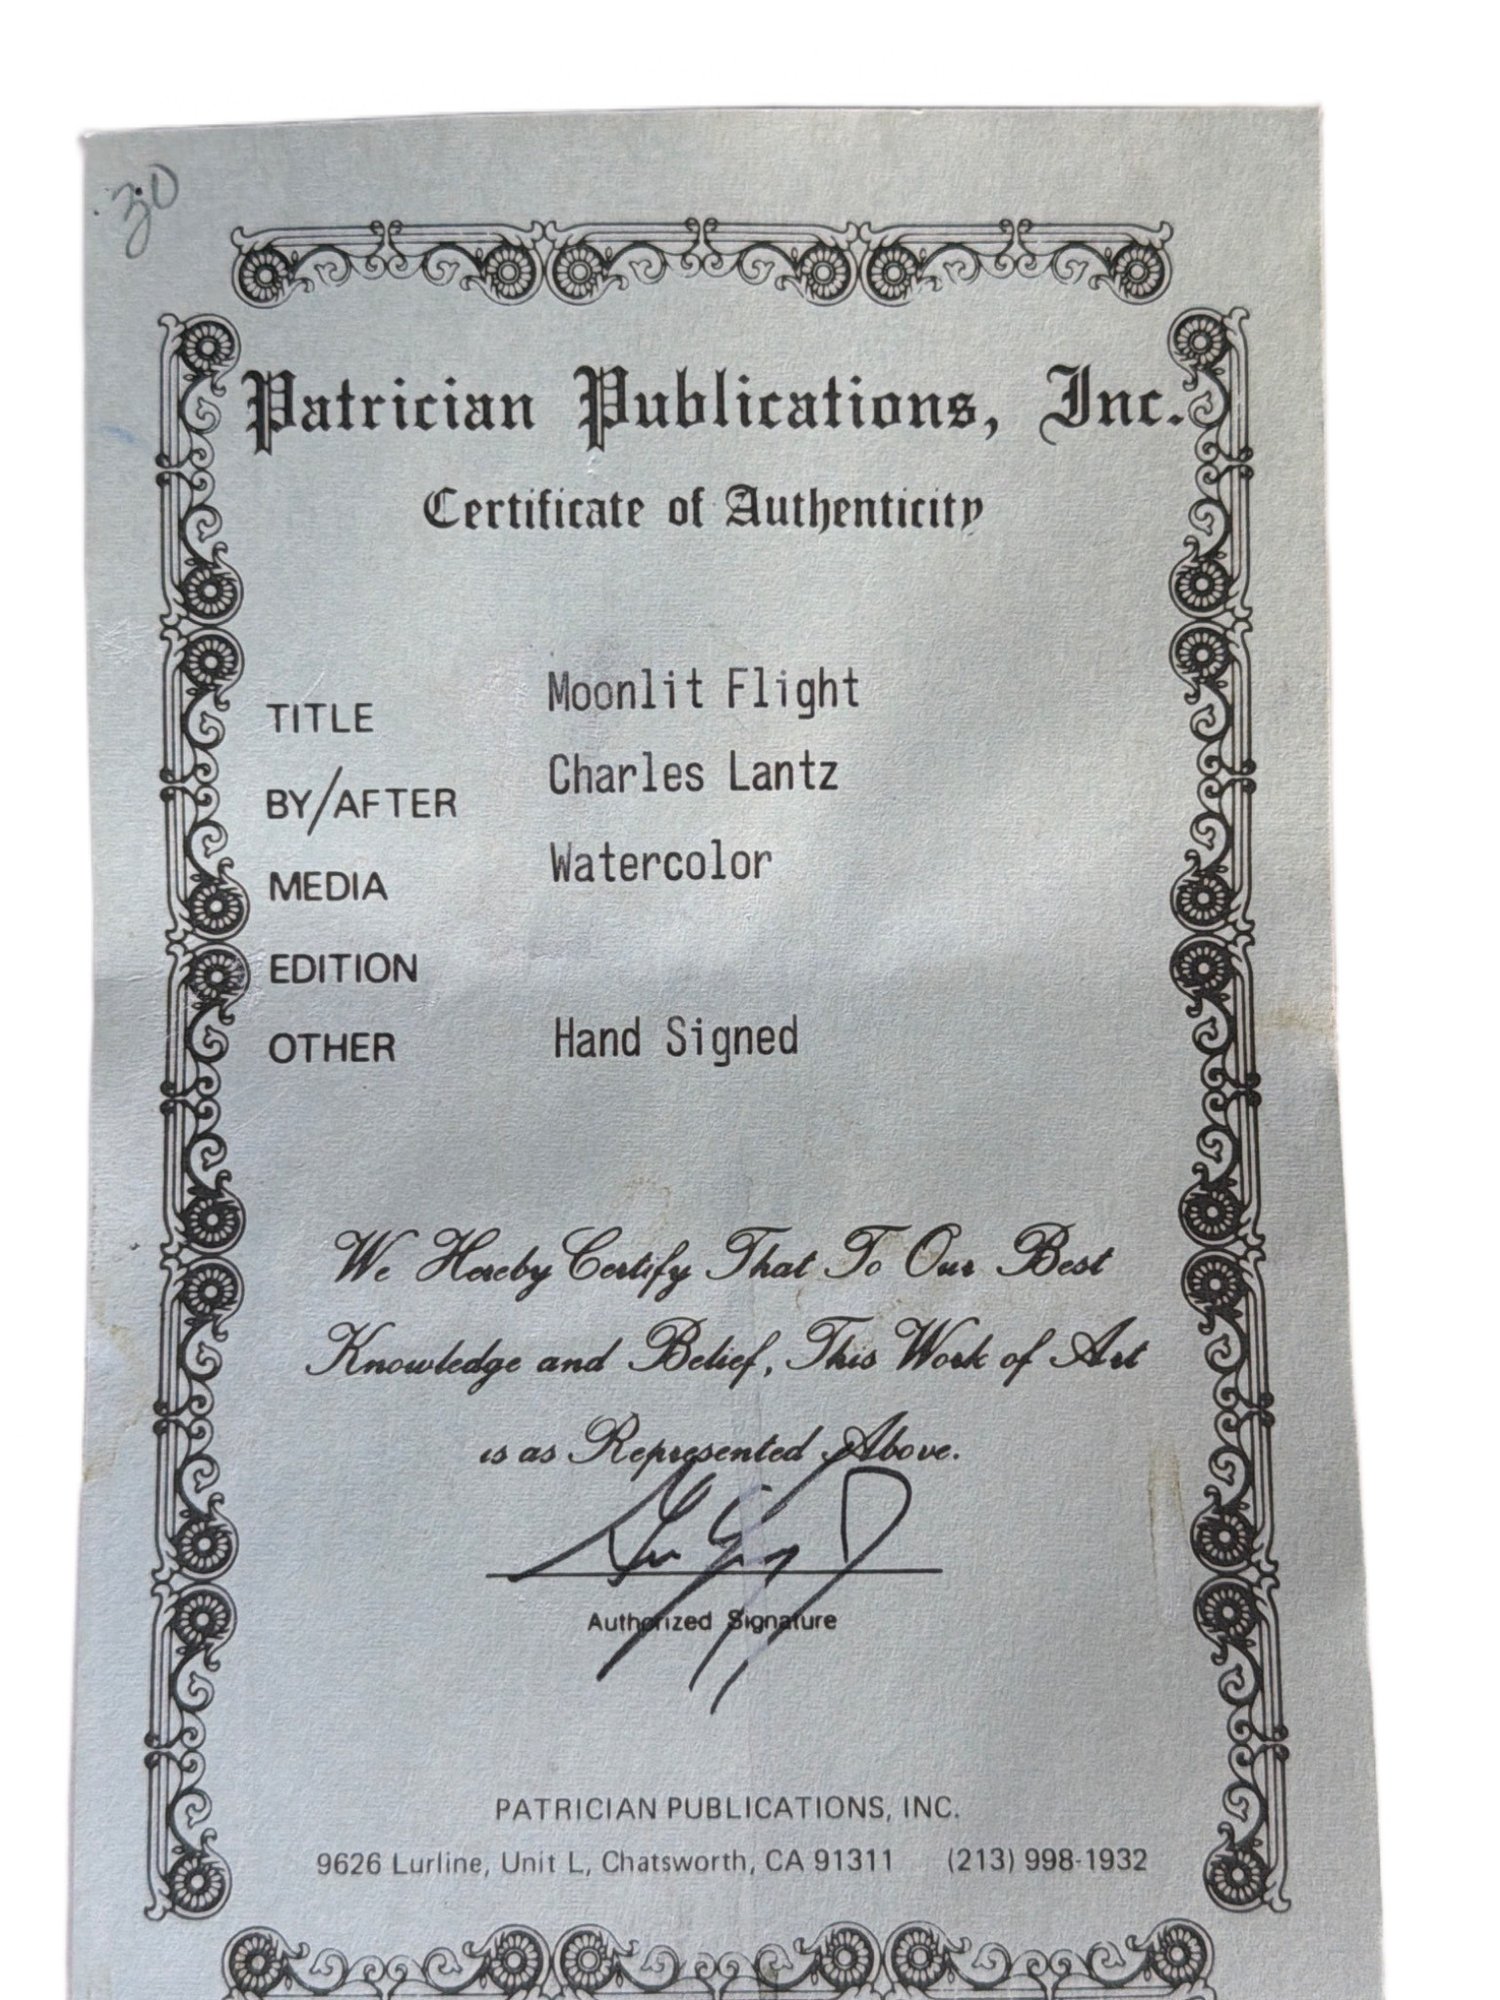 30
Patrician Publications, Inc.
Certificate of Authenticity
TITLE Moonlit Flight
BY/AFTER Charles Lantz
MEDIA Watercolor
EDITION
OTHER Hand Signed
We Hereby Certify That To Our Best
Knowledge and Belief, This Work of Art
is as Represented Above.
Authorized Signature
PATRICIAN PUBLICATIONS, INC.
9626 Lurline, Unit L, Chatsworth, CA 91311 (213) 998-1932